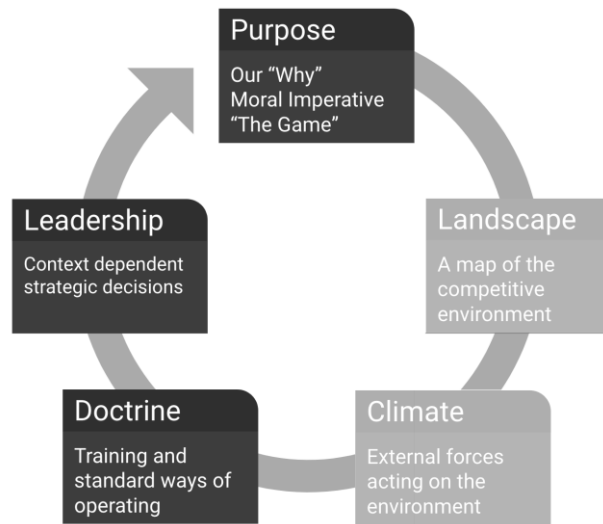 Purpose
Our “Why”
Moral Imperative
“The Game”
Landscape
A map of the
competitive
environment
Climate
External forces
acting on the
environment
Doctrine
Training and
standard ways of
operating
Leadership
Context dependent
strategic decisions